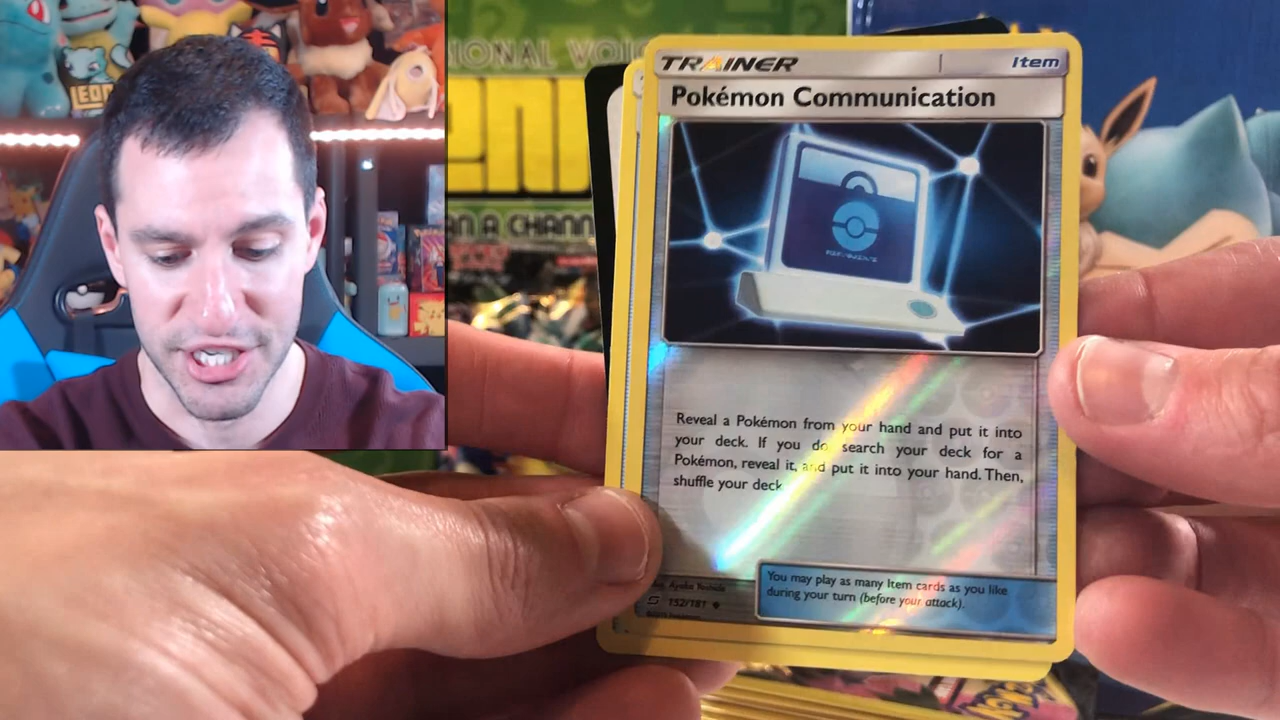 TRAINER
Item
Pokémon Communication
Reveal a Pokémon from your hand and put it into
your deck. If you do search your deck for a
Pokémon, reveal it, and put it into your hand. Then,
shuffle your deck
You may play as many Item cards as you like
during your turn (before your attack).
152/181